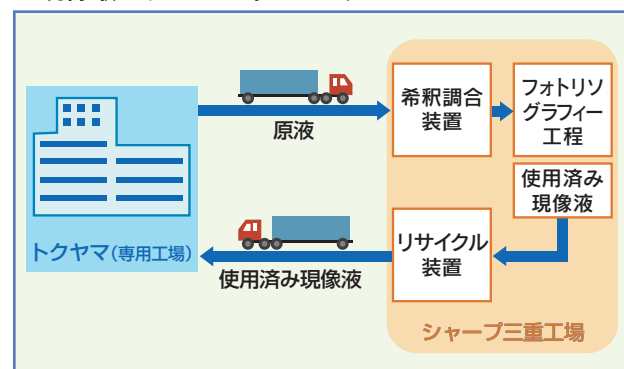 希釈調合
装置
フォトリソ
グラフィー
工程
原液
使用済み
現像液
リサイクル
装置
トクヤマ(専用工場)
使用済み現像液
シャープ三重工場